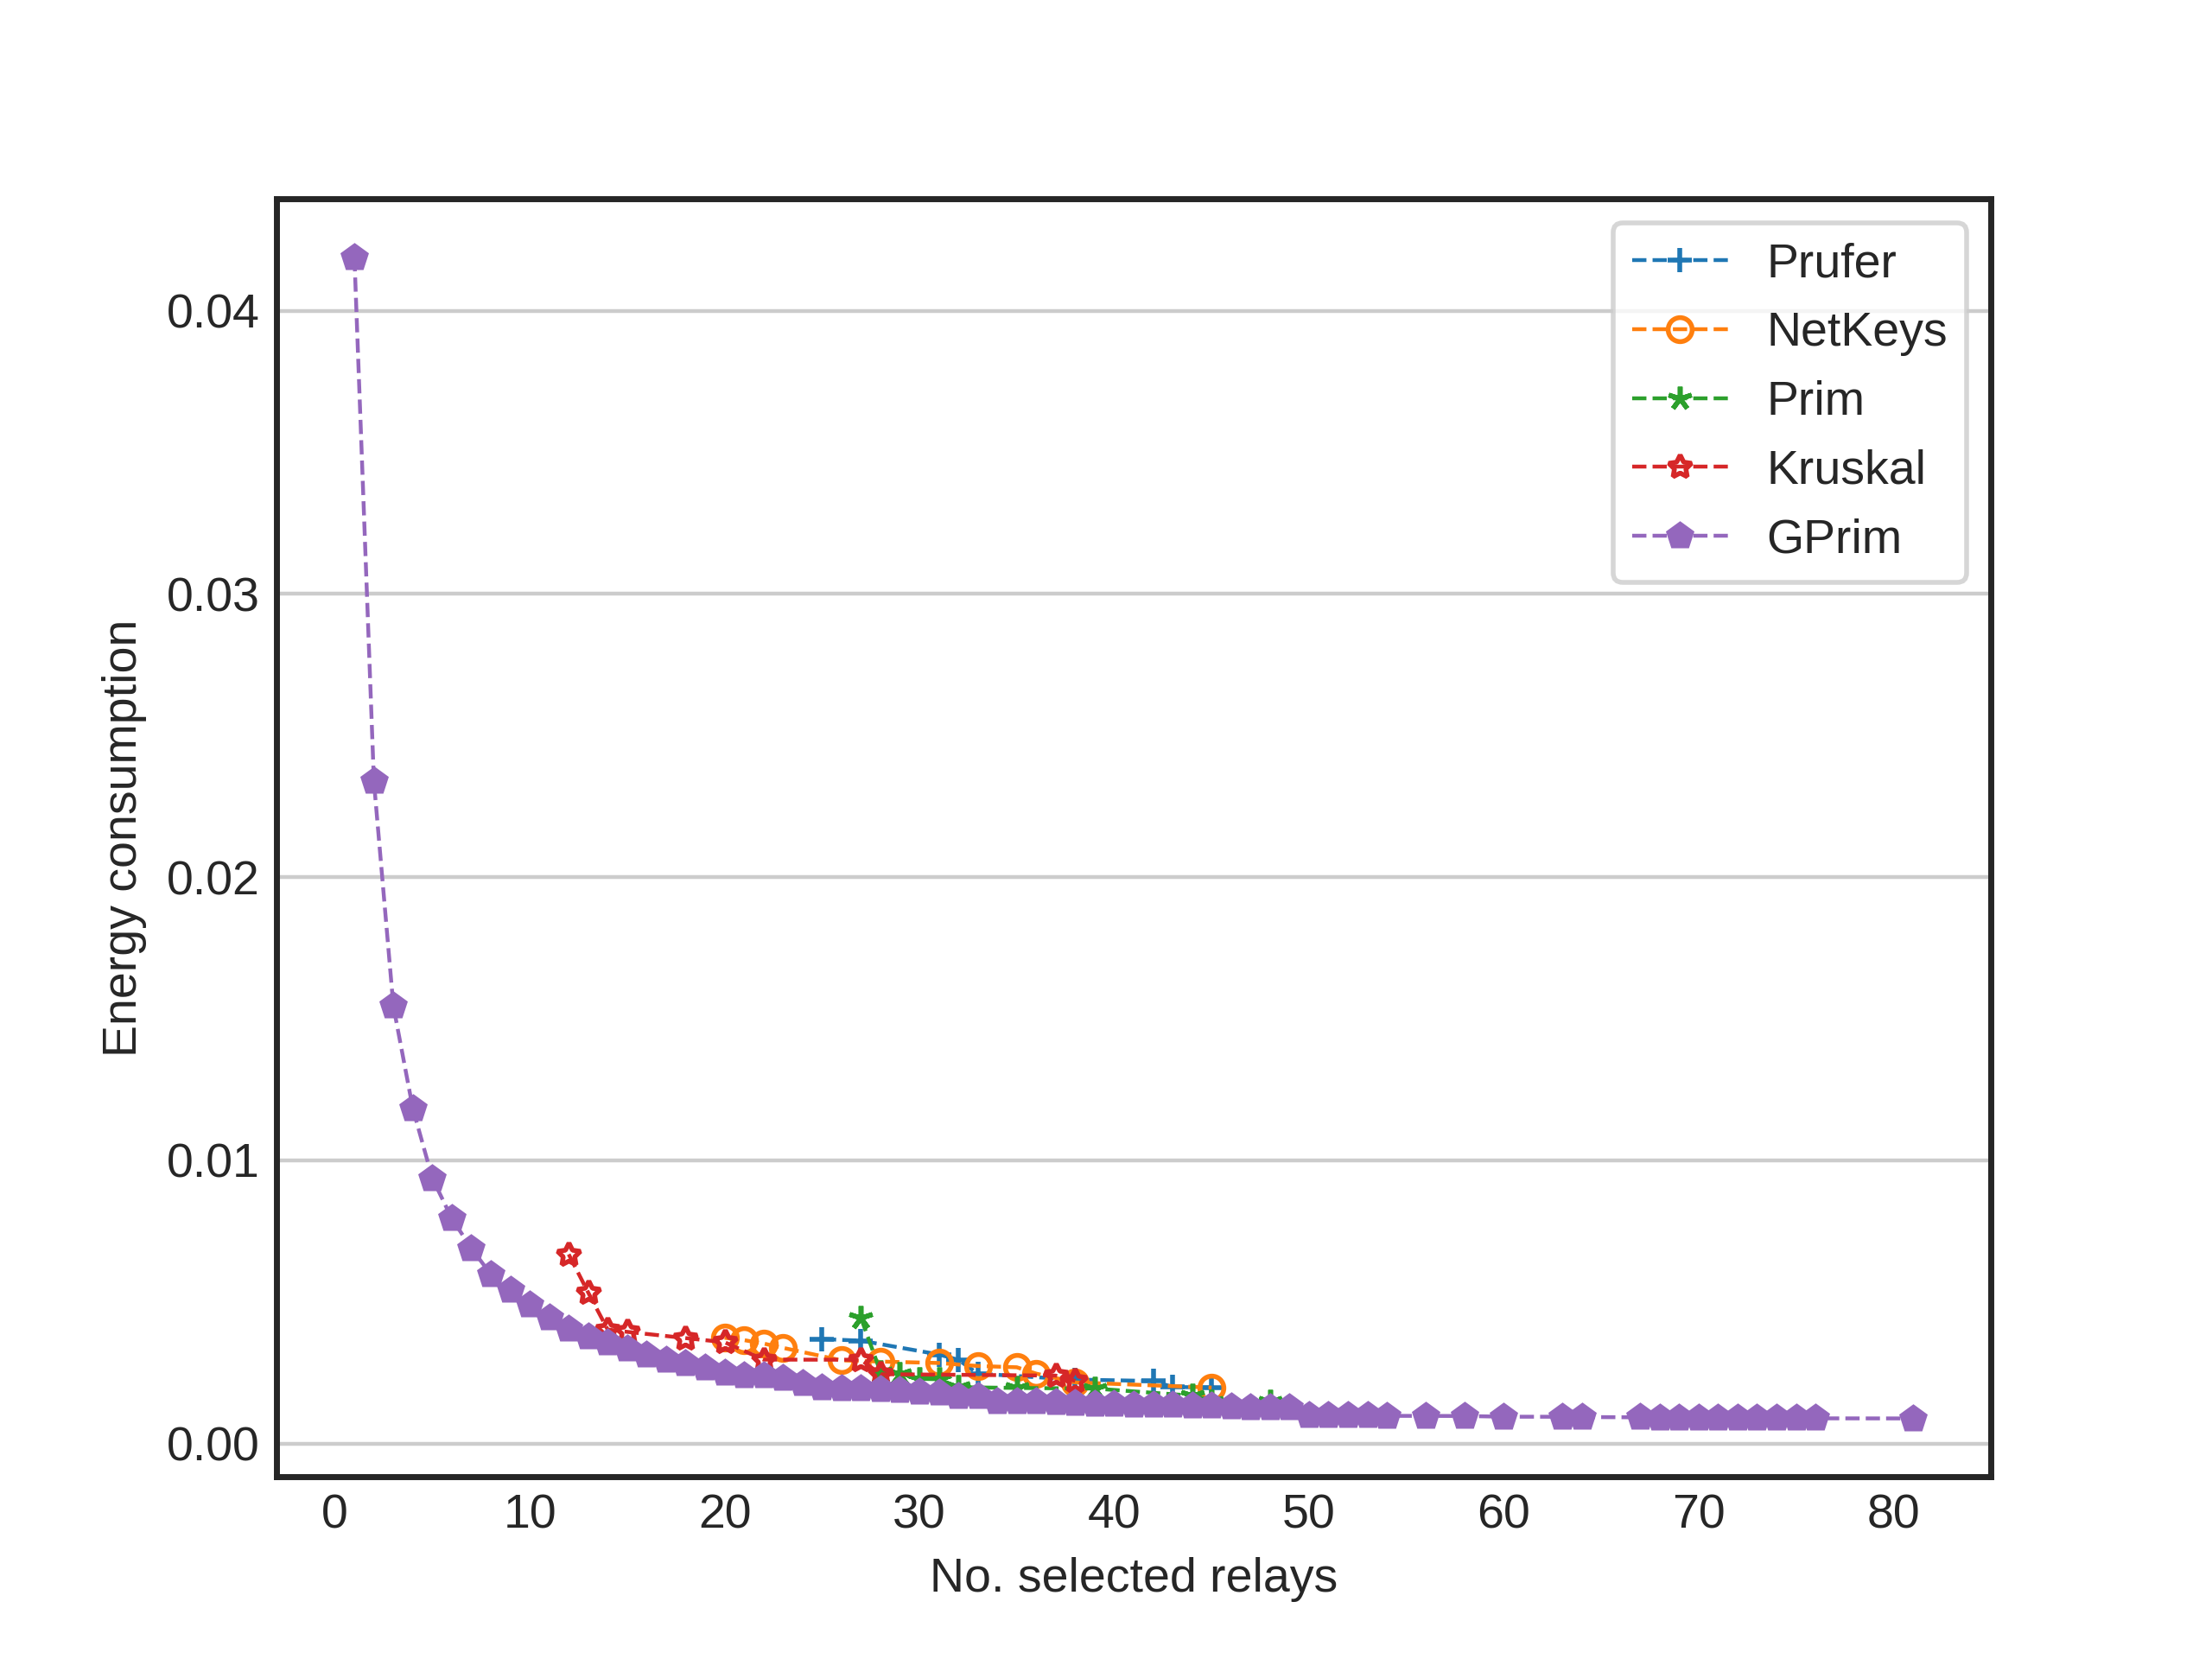 Prufer
NetKeys
Prim
Kruskal
GPrim
0.04
0.03
0.02
0.01
0.00
Energy consumption
0 10 20 30 40 50 60 70 80
No. selected relays